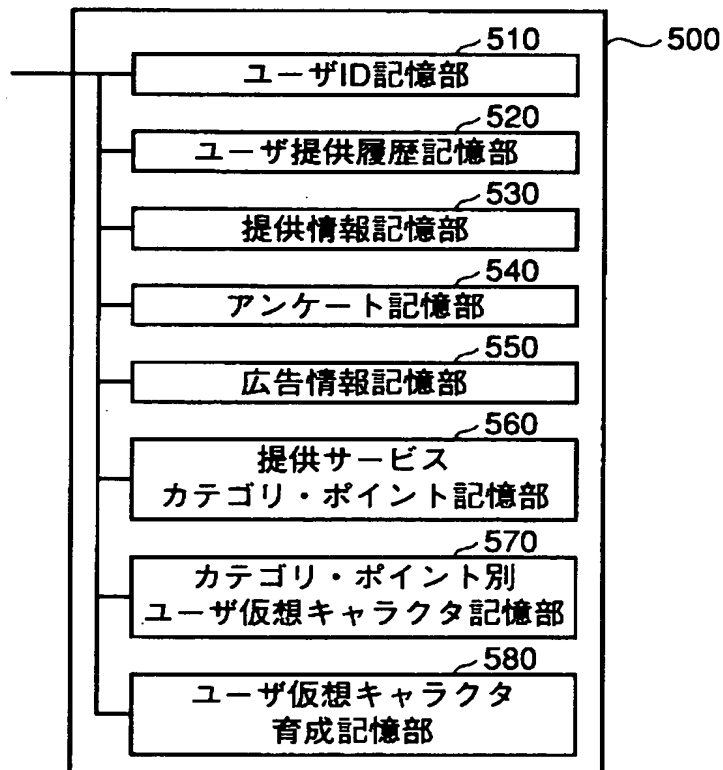 510
500
ユーザID記憶部
520
ユーザ提供履歴記憶部
530
提供情報記憶部
540
アンケート記憶部
550
広告情報記憶部
560
提供サービス
カテゴリ・ポイント記憶部
570
カテゴリ・ポイント別
ユーザ仮想キャラクタ記憶部
580
ユーザ仮想キャラクタ
育成記憶部